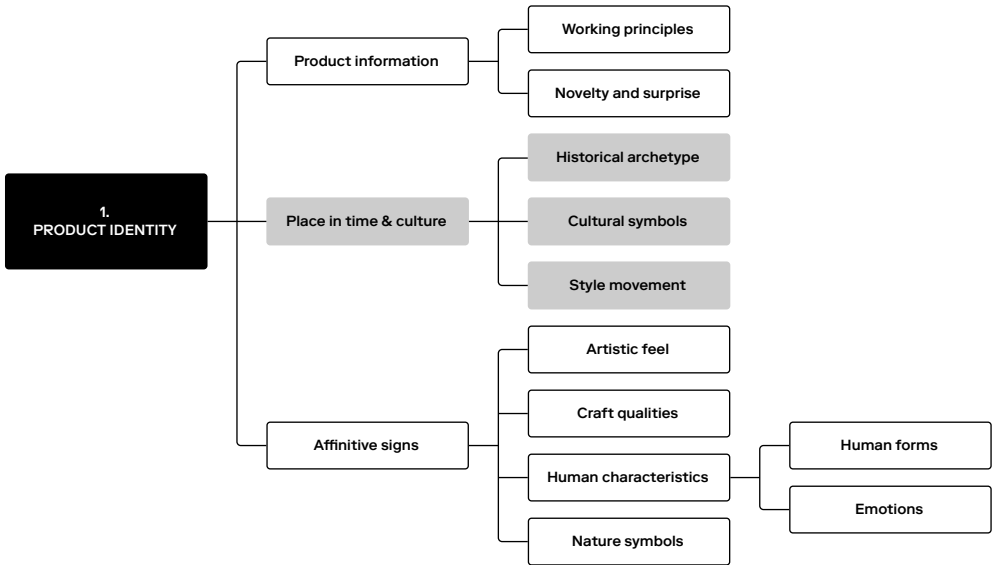 1.
PRODUCT IDENTITY
Product information
Working principles
Novelty and surprise
Place in time & culture
Historical archetype
Cultural symbols
Style movement
Affinitive signs
Artistic feel
Craft qualities
Human characteristics
Human forms
Emotions
Nature symbols